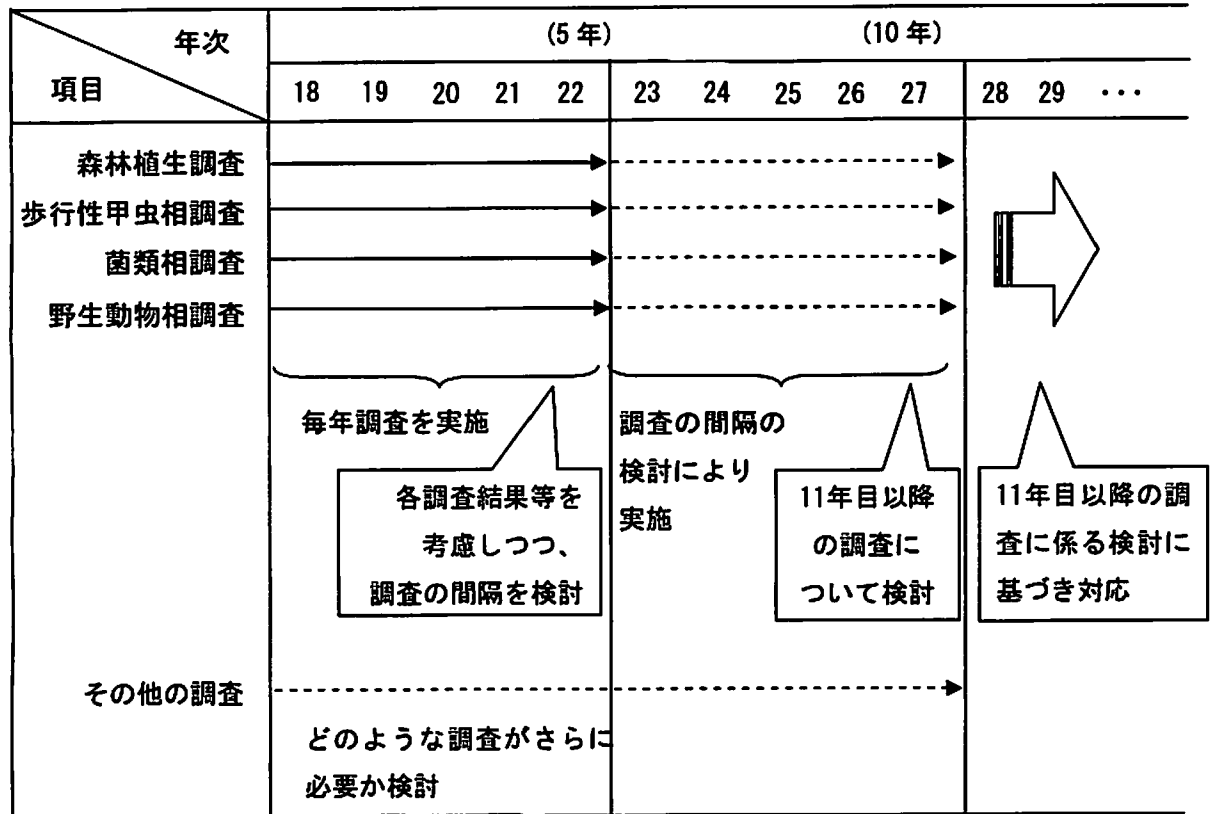 年次
(5年)
(10年)
項目
18 19 20 21 22 23 24 25 26 27 28 29 ・・・
森林植生調査
歩行性甲虫相調査
菌類相調査
野生動物相調査
毎年調査を実施
調査の間隔の
検討により
実施
各調査結果等を
考慮しつつ、
調査の間隔を検討
11年目以降
の調査に
ついて検討
11年目以降の調
査に係る検討に
基づき対応
その他の調査
どのような調査がさらに
必要か検討